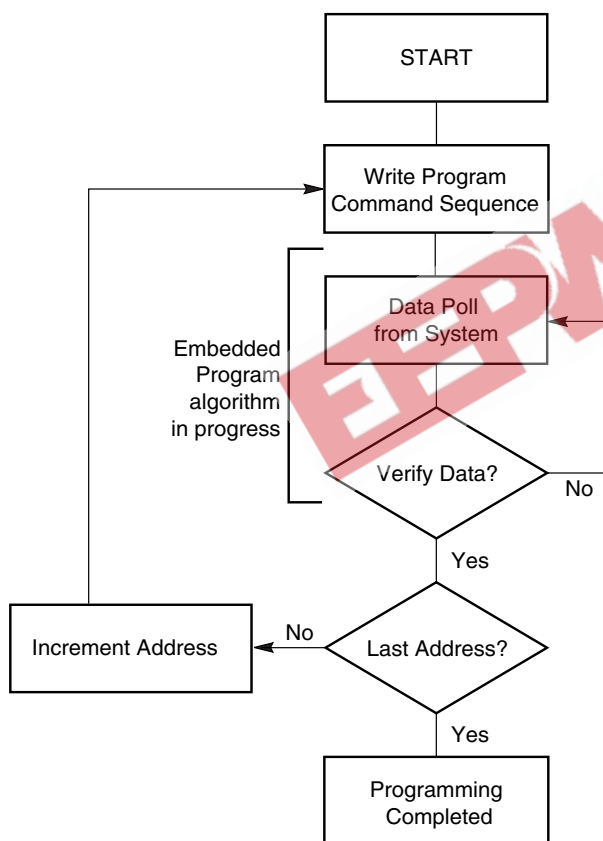 START
Write Program
Command Sequence
Data Poll
from System
Embedded
Program
algorithm
in progress
Verify Data?
No
Yes
Increment Address
No
Last Address?
Yes
Programming
Completed